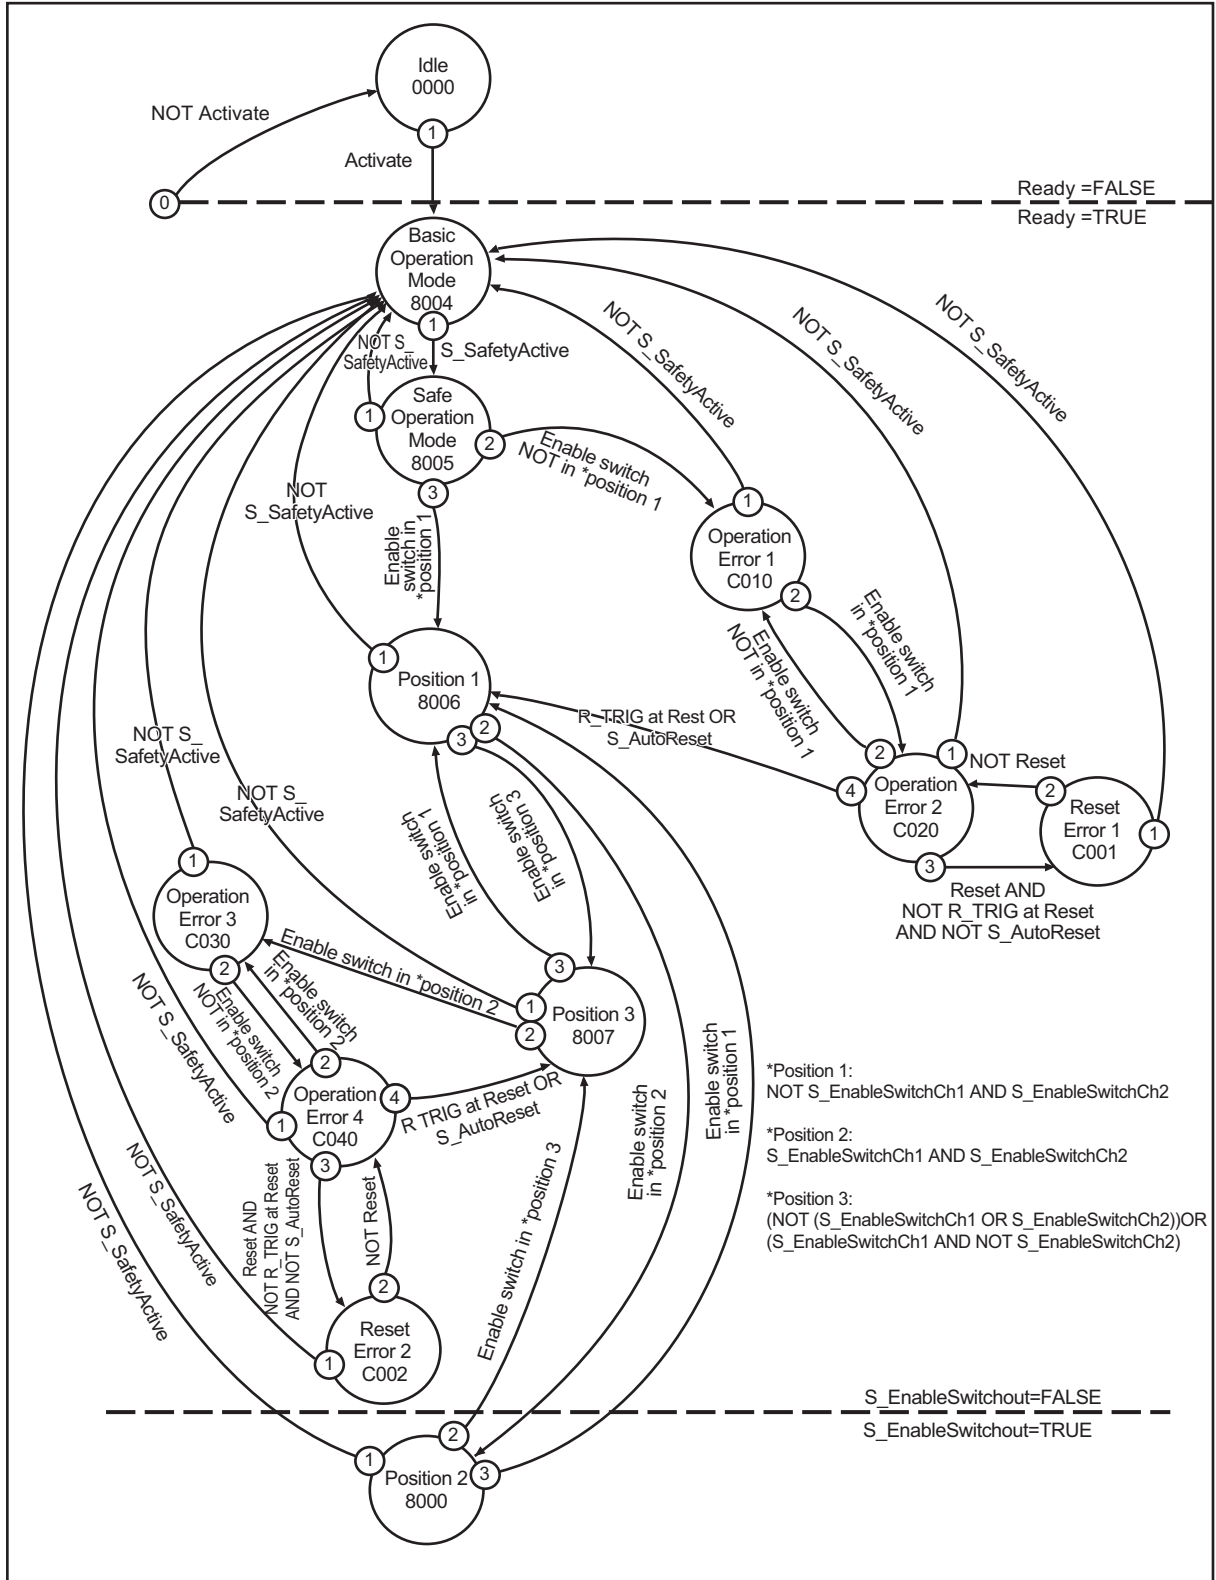 Idle
0000
NOT Activate
1
Activate
0
Ready =FALSE
Ready =TRUE
Basic
Operation
Mode
8004
1
NOT S_
SafetyActive
S_SafetyActive
Safe
Operation
Mode
8005
1
2
3
Enable switch
NOT in *position 1
NOT S_SafetyActive
NOT S_SafetyActive
NOT S_SafetyActive
NOT
S_SafetyActive
Enable
switch in
*position 1
1
Operation
Error 1
C010
2
Enable switch
in *position 1
Enable switch
NOT in *position 1
1
Position 1
8006
2
3
R_TRIG at Rest OR
S_AutoReset
2
1
4
Operation
Error 2
C020
3
NOT Reset
2
Reset
Error 1
C001
1
Reset AND
NOT R_TRIG at Reset
AND NOT S_AutoReset
NOT S_
SafetyActive
NOT S_
SafetyActive
Enable switch
in *position 1
Enable switch
in *position 3
1
Operation
Error 3
C030
2
Enable switch in *position 2
3
1
2
Position 3
8007
Enable switch
NOT in *position 2
Enable switch
in *position 2
NOT S_SafetyActive
2
Operation
Error 4
C040
4
1
3
R TRIG at Reset OR
S_AutoReset
Enable switch
in *position 2
Enable switch
in *position 1
*Position 1:
NOT S_EnableSwitchCh1 AND S_EnableSwitchCh2
*Position 2:
S_EnableSwitchCh1 AND S_EnableSwitchCh2
*Position 3:
(NOT (S_EnableSwitchCh1 OR S_EnableSwitchCh2))OR
(S_EnableSwitchCh1 AND NOT S_EnableSwitchCh2)
NOT S_SafetyActive
NOT S_SafetyActive
Reset AND
NOT R_TRIG at Reset
AND NOT S_AutoReset
NOT Reset
Enable switch in *position 3
2
Reset
Error 2
C002
1
S_EnableSwitchout=FALSE
S_EnableSwitchout=TRUE
1
2
3
Position 2
8000